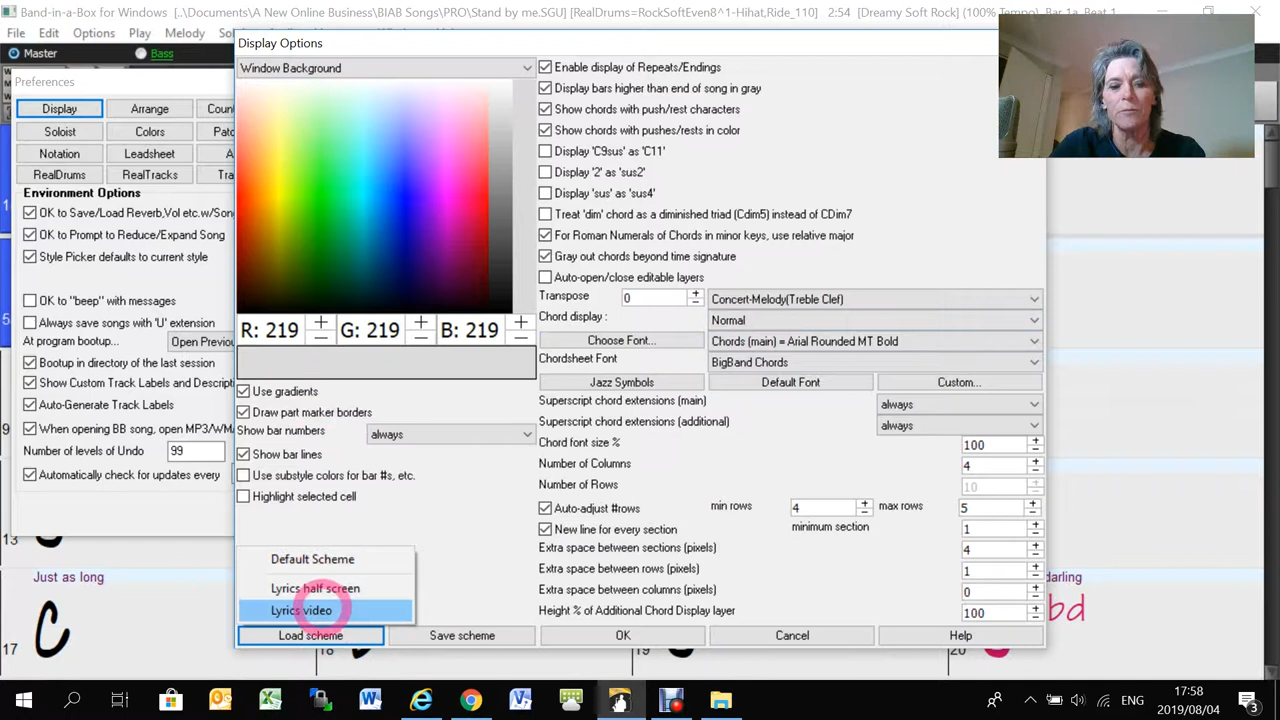 Band-in-a-Box for Windows [..\Documents\A New Online Business\BIAB Songs\PRO\Stand by me.SGU] [RealDrums=RockSoftEven8^1-Hihat,Ride_110] 2:54 [Dreamy Soft Rock] (100% Tempo), Bar 1a, Beat 1
File Edit Options Play Melody
Display Options
Master Bass
Window Background
Enable display of Repeats/Endings
Preferences
Display bars higher than end of song in gray
Display Arrange
Show chords with push/rest characters
Soloist Colors
Show chords with pushes/rests in color
Notation Leadsheet
Display 'C9sus' as 'C11'
RealDrums RealTracks
Display '2' as 'sus2'
Environment Options
Display 'sus' as 'sus4'
OK to Save/Load Reverb,Vol etc.w/Song
Treat 'dim' chord as a diminished triad (Cdim5) instead of CDim7
OK to Prompt to Reduce/Expand Song
For Roman Numerals of Chords in minor keys, use relative major
Style Picker defaults to current style
Gray out chords beyond time signature
Auto-open/close editable layers
OK to "beep" with messages
Transpose 0 Concert-Melody(Treble Clef)
Always save songs with 'U' extension
R: 219 G: 219 B: 219
Chord display : Normal
At program bootup... Open Previou
Choose Font... Chords (main) = Arial Rounded MT Bold
Bootup in directory of the last session
Chordsheet Font BigBand Chords
Show Custom Track Labels and Descript
Jazz Symbols Default Font Custom...
Auto-Generate Track Labels
Use gradients
Superscript chord extensions (main) always
Draw part marker borders
Superscript chord extensions (additional) always
When opening BB song, open MP3/WMA
Show bar numbers always
Chord font size % 100
Number of levels of Undo 99
Show bar lines
Number of Columns 4
Automatically check for updates every
Use substyle colors for bar #s, etc.
Number of Rows 10
Highlight selected cell
Auto-adjust #rows min rows 4 max rows 5
New line for every section minimum section 1
Extra space between sections (pixels) 4
Extra space between rows (pixels) 1
Extra space between columns (pixels) 0
Height % of Additional Chord Display layer 100
Default Scheme
Lyrics half screen
Lyrics video
Load scheme Save scheme OK Cancel Help
1
5
9
13
Just as long darling
C bd
17 18 19 20
ENG
17:58
2019/08/04
3